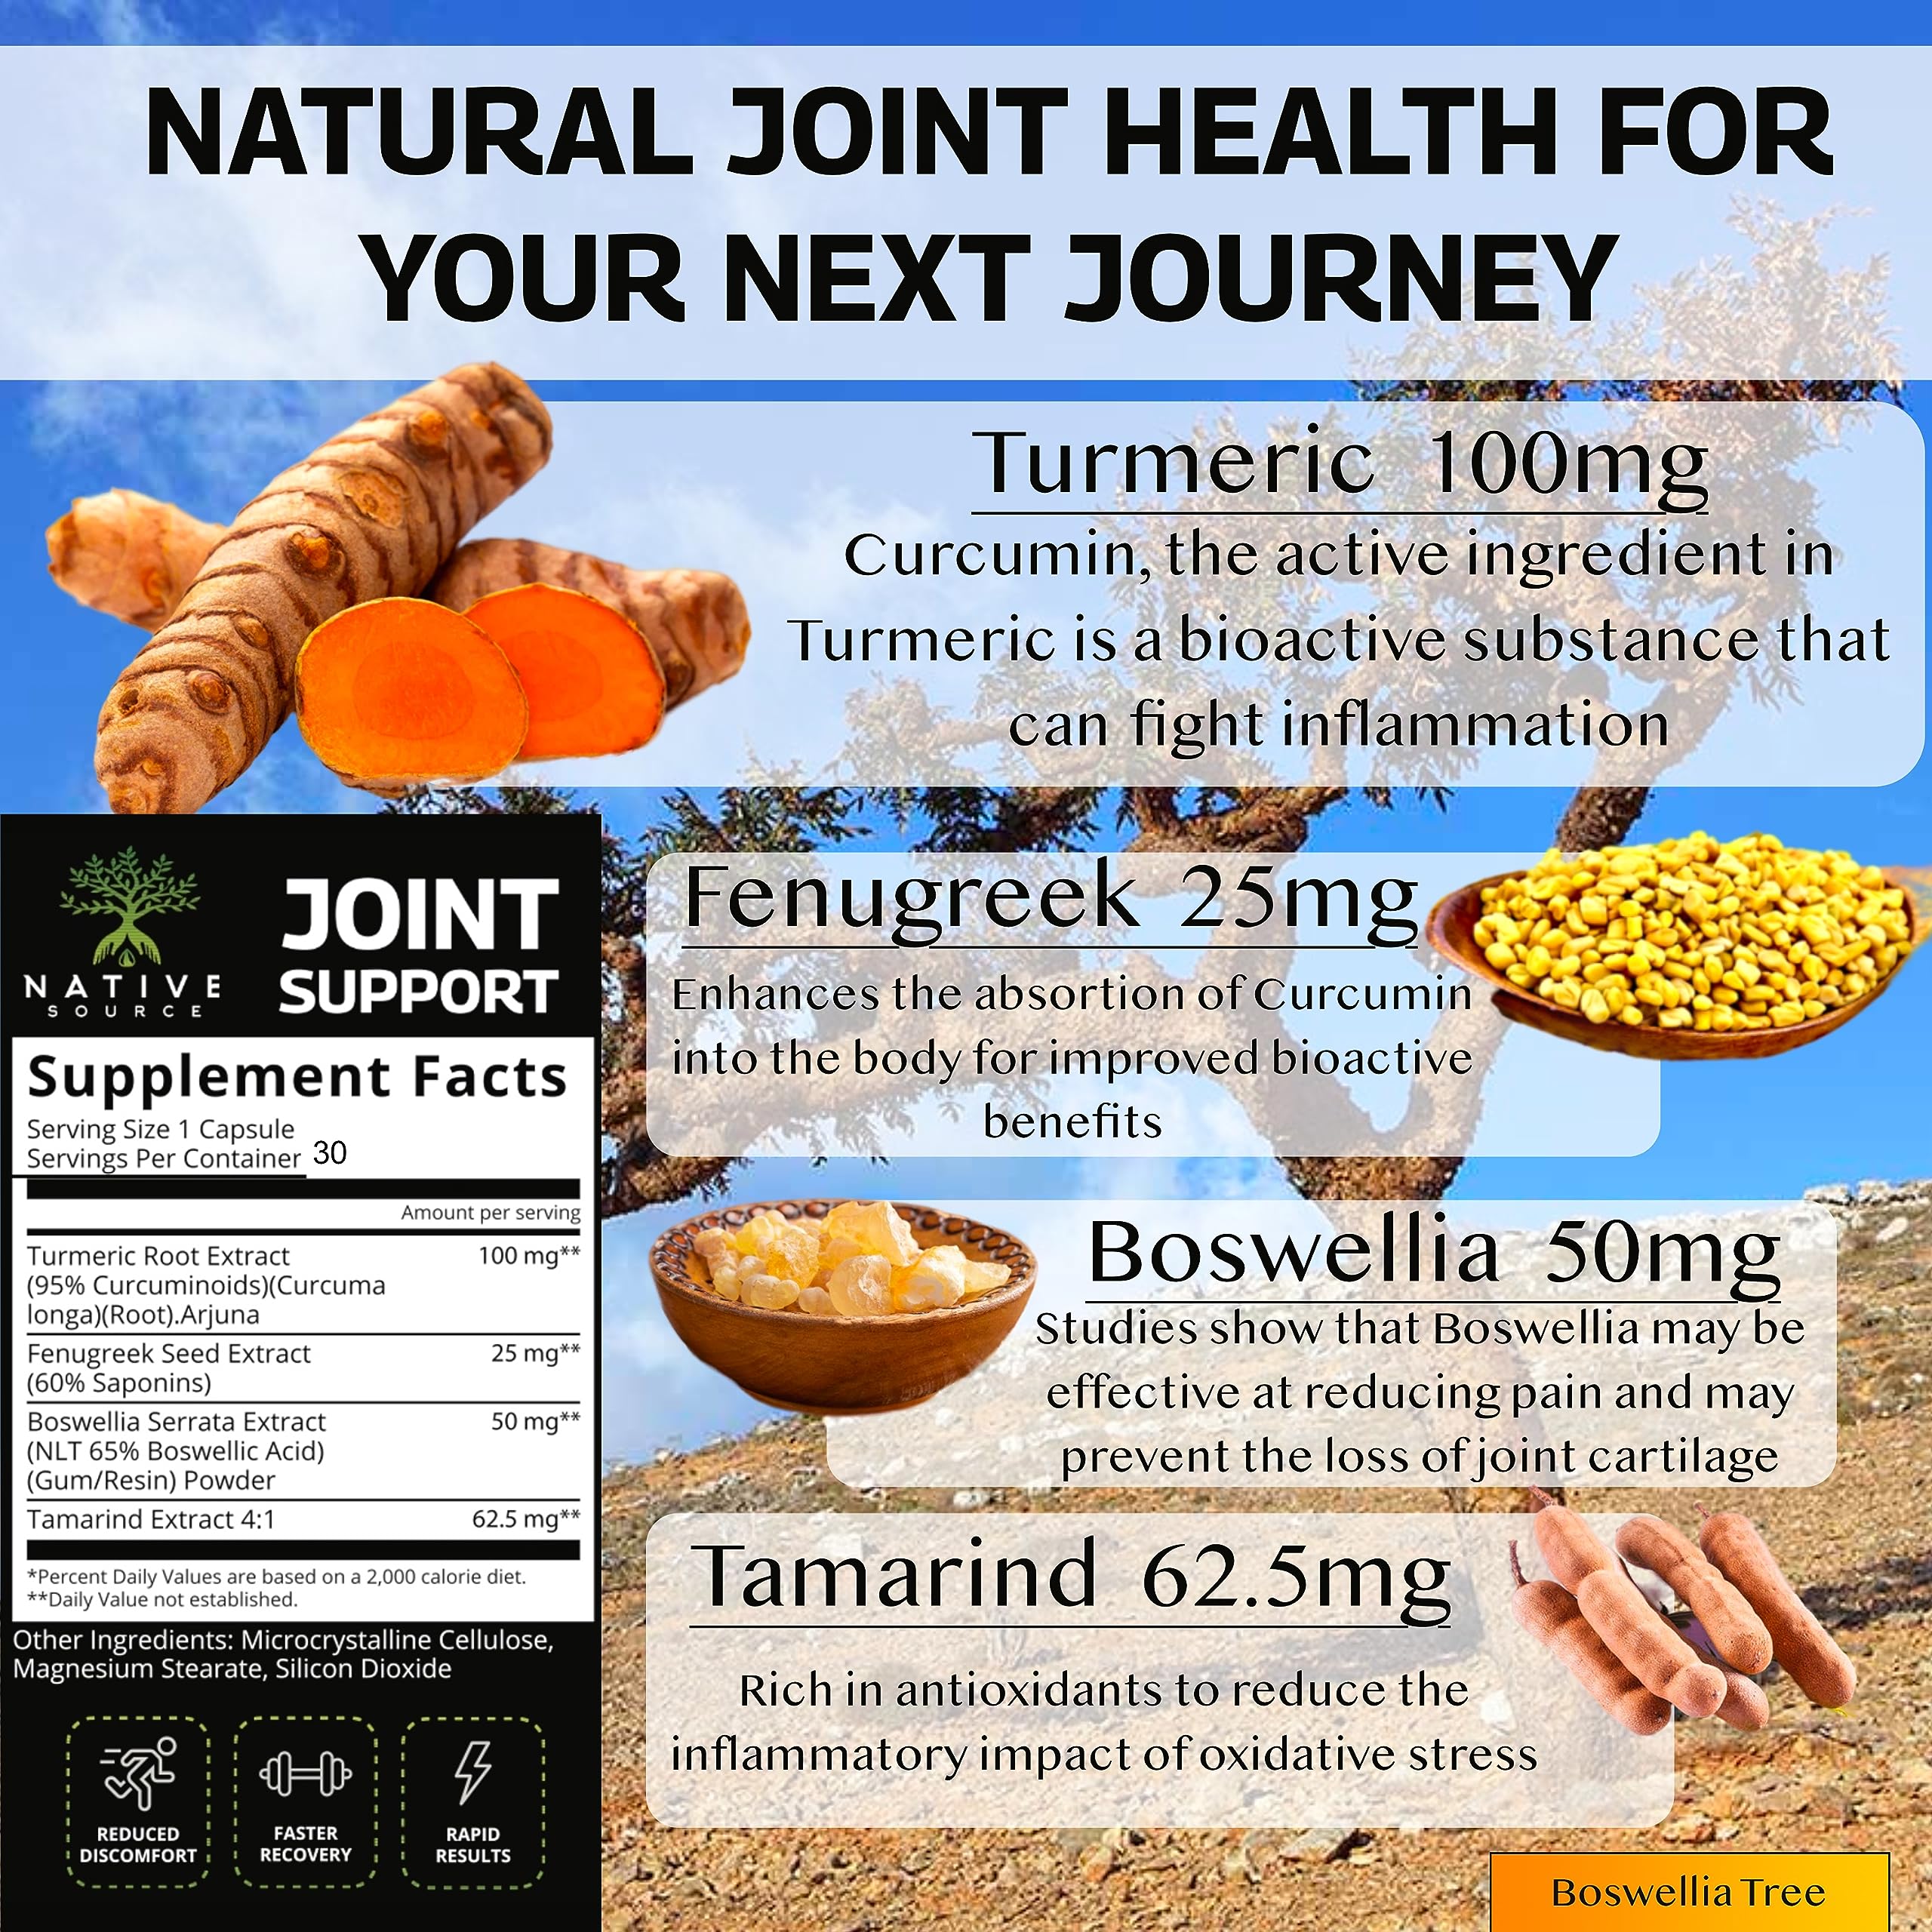 NATURAL JOINT HEALTH FOR
YOUR NEXT JOURNEY
Turmeric 100mg
Curcumin, the active ingredient in
Turmeric is a bioactive substance that
can fight inflammation
Fenugreek 25mg
Enhances the absortion of Curcumin
into the body for improved bioactive
benefits
Boswellia 50mg
Studies show that Boswellia may be
effective at reducing pain and may
prevent the loss of joint cartilage
Tamarind 62.5mg
Rich in antioxidants to reduce the
inflammatory impact of oxidative stress
Boswellia Tree
NATIVE
SOURCE
JOINT
SUPPORT
Supplement Facts
Serving Size 1 Capsule
Servings Per Container 30
Amount per serving
Turmeric Root Extract 100 mg**
(95% Curcuminoids)(Curcuma
longa)(Root).Arjuna
Fenugreek Seed Extract 25 mg**
(60% Saponins)
Boswellia Serrata Extract 50 mg**
(NLT 65% Boswellic Acid)
(Gum/Resin) Powder
Tamarind Extract 4:1 62.5 mg**
*Percent Daily Values are based on a 2,000 calorie diet.
**Daily Value not established.
Other Ingredients: Microcrystalline Cellulose,
Magnesium Stearate, Silicon Dioxide
REDUCED
DISCOMFORT
FASTER
RECOVERY
RAPID
RESULTS